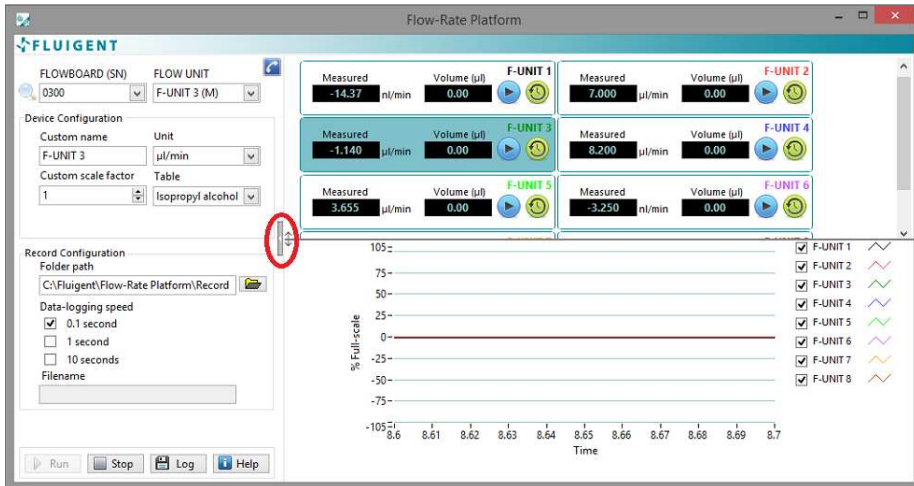 Flow-Rate Platform
FLUIGENT
FLOWBOARD (SN)
FLOW UNIT
0300
F-UNIT 3 (M)
Device Configuration
Custom name
Unit
F-UNIT 3
µl/min
Custom scale factor
Table
1
Isopropyl alcohol
Record Configuration
Folder path
C:\Fluigent\Flow-Rate Platform\Record
Data-logging speed
0.1 second
1 second
10 seconds
Filename
Run
Stop
Log
Help
F-UNIT 1
Measured
Volume (µl)
-14.37 nl/min
0.00
F-UNIT 2
Measured
Volume (µl)
7.000 µl/min
0.00
F-UNIT 3
Measured
Volume (µl)
-1.140 µl/min
0.00
F-UNIT 4
Measured
Volume (µl)
8.200 µl/min
0.00
F-UNIT 5
Measured
Volume (µl)
3.655 µl/min
0.00
F-UNIT 6
Measured
Volume (µl)
-3.250 nl/min
0.00
% Full-scale
105
75
50
25
0
-25
-50
-75
-105
8.6 8.61 8.62 8.63 8.64 8.65 8.66 8.67 8.68 8.69 8.7
Time
F-UNIT 1
F-UNIT 2
F-UNIT 3
F-UNIT 4
F-UNIT 5
F-UNIT 6
F-UNIT 7
F-UNIT 8